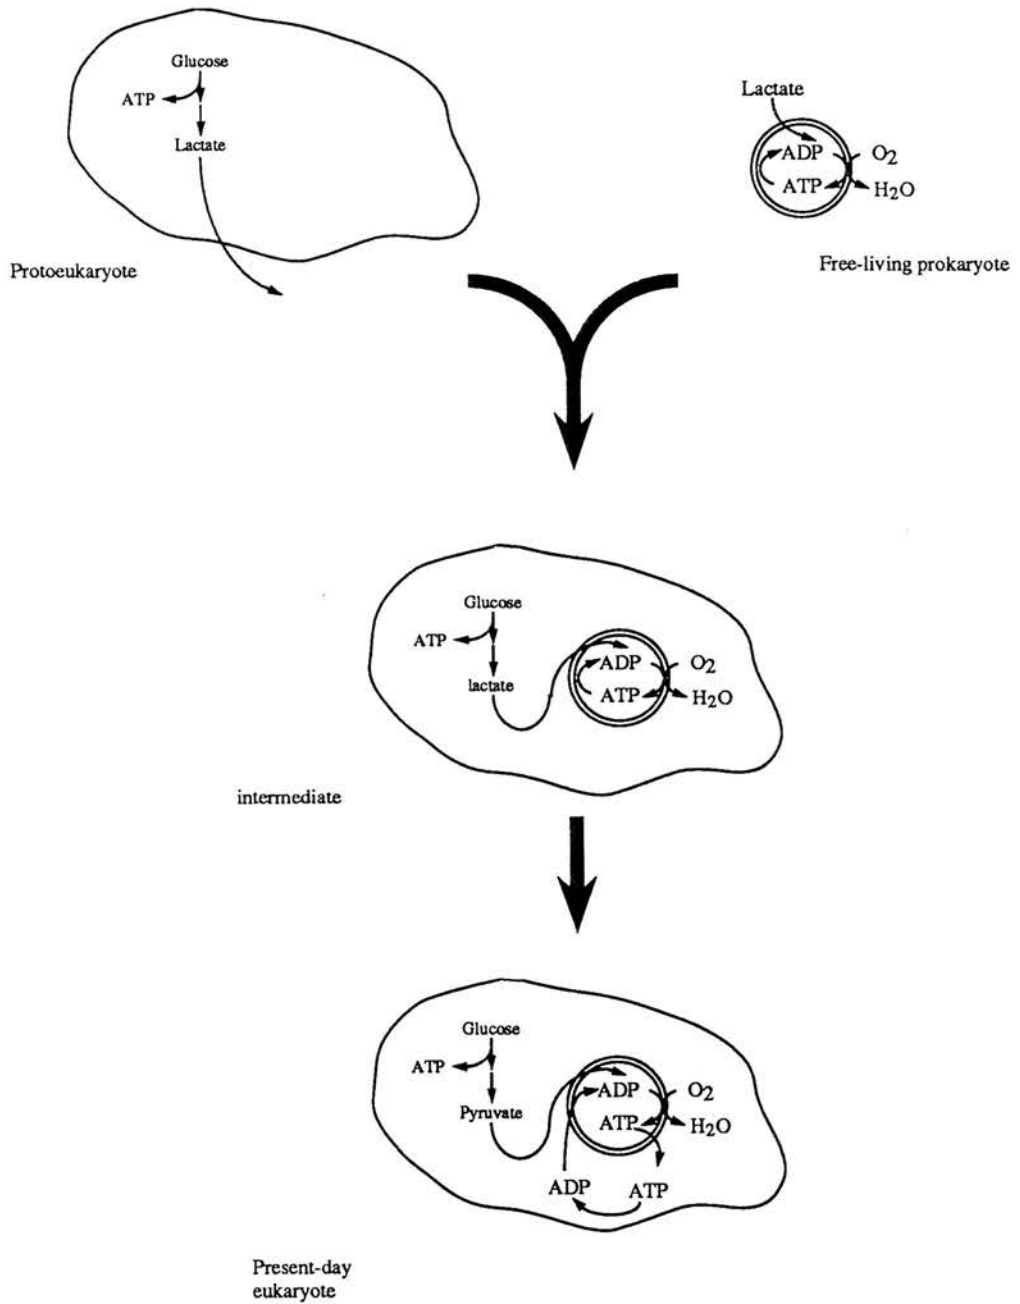 Glucose
ATP
Lactate
Protoeukaryote
Lactate
ADP
O2
ATP
H2O
Free-living prokaryote
Glucose
ATP
lactate
ADP
O2
ATP
H2O
intermediate
Glucose
ATP
Pyruvate
ADP
O2
ATP
H2O
ADP
ATP
Present-day
eukaryote